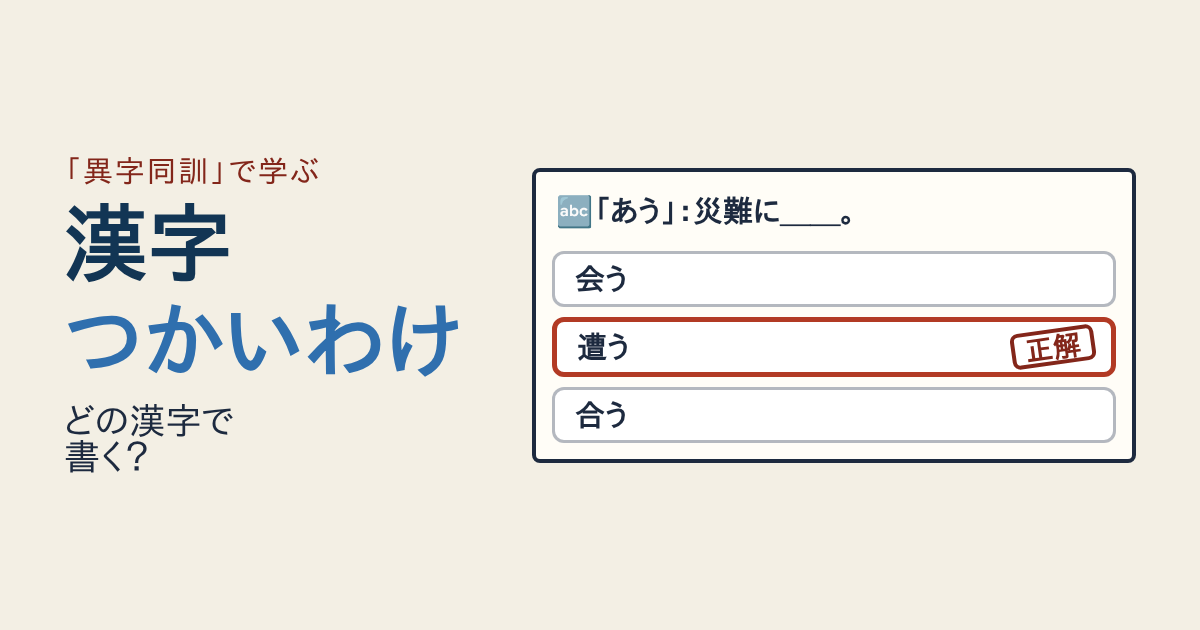 「異字同訓」で学ぶ
漢字
つかいわけ
どの漢字で
書く?
🔤「あう」:災難に____。
会う
遭う
正解
合う